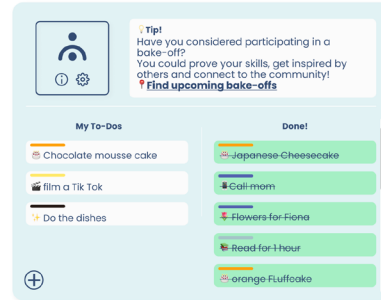 💡Tip!
Have you considered participating in a
bake-off?
You could prove your skills, get inspired by
others and connect to the community!
📍Find upcoming bake-offs
My To-Dos
Done!
🎂 Chocolate mousse cake
🎂 Japanese Cheesecake
🎬 film a Tik Tok
Call mom
✨ Do the dishes
🌷 Flowers for Fiona
📚 Read for 1 hour
🎂 orange FLuffcake